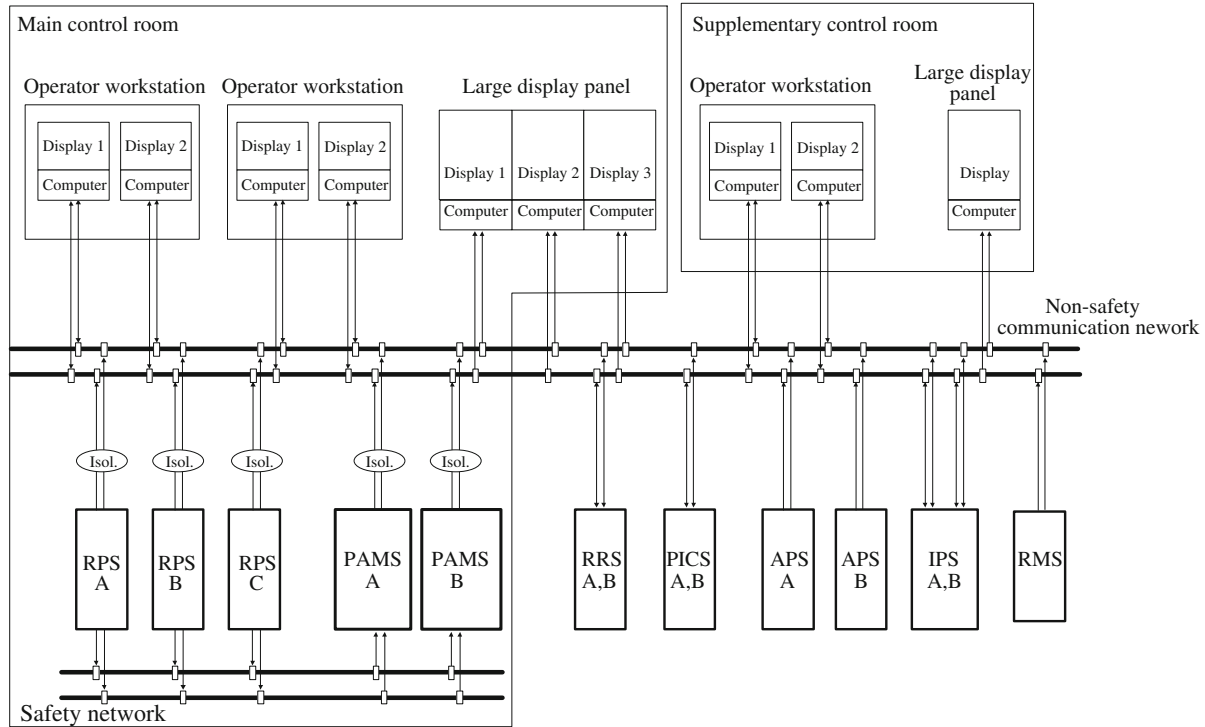 Main control room
Supplementary control room
Operator workstation
Operator workstation
Large display panel
Operator workstation
Large display
panel
Display 1
Display 2
Computer
Computer
Display 1
Display 2
Computer
Computer
Display 1
Display 2
Display 3
Computer
Computer
Computer
Display 1
Display 2
Computer
Computer
Display
Computer
Non-safety
communication nework
Isol.
Isol.
Isol.
Isol.
Isol.
RPS
A
RPS
B
RPS
C
PAMS
A
PAMS
B
RRS
A,B
PICS
A,B
APS
A
APS
B
IPS
A,B
RMS
Safety network